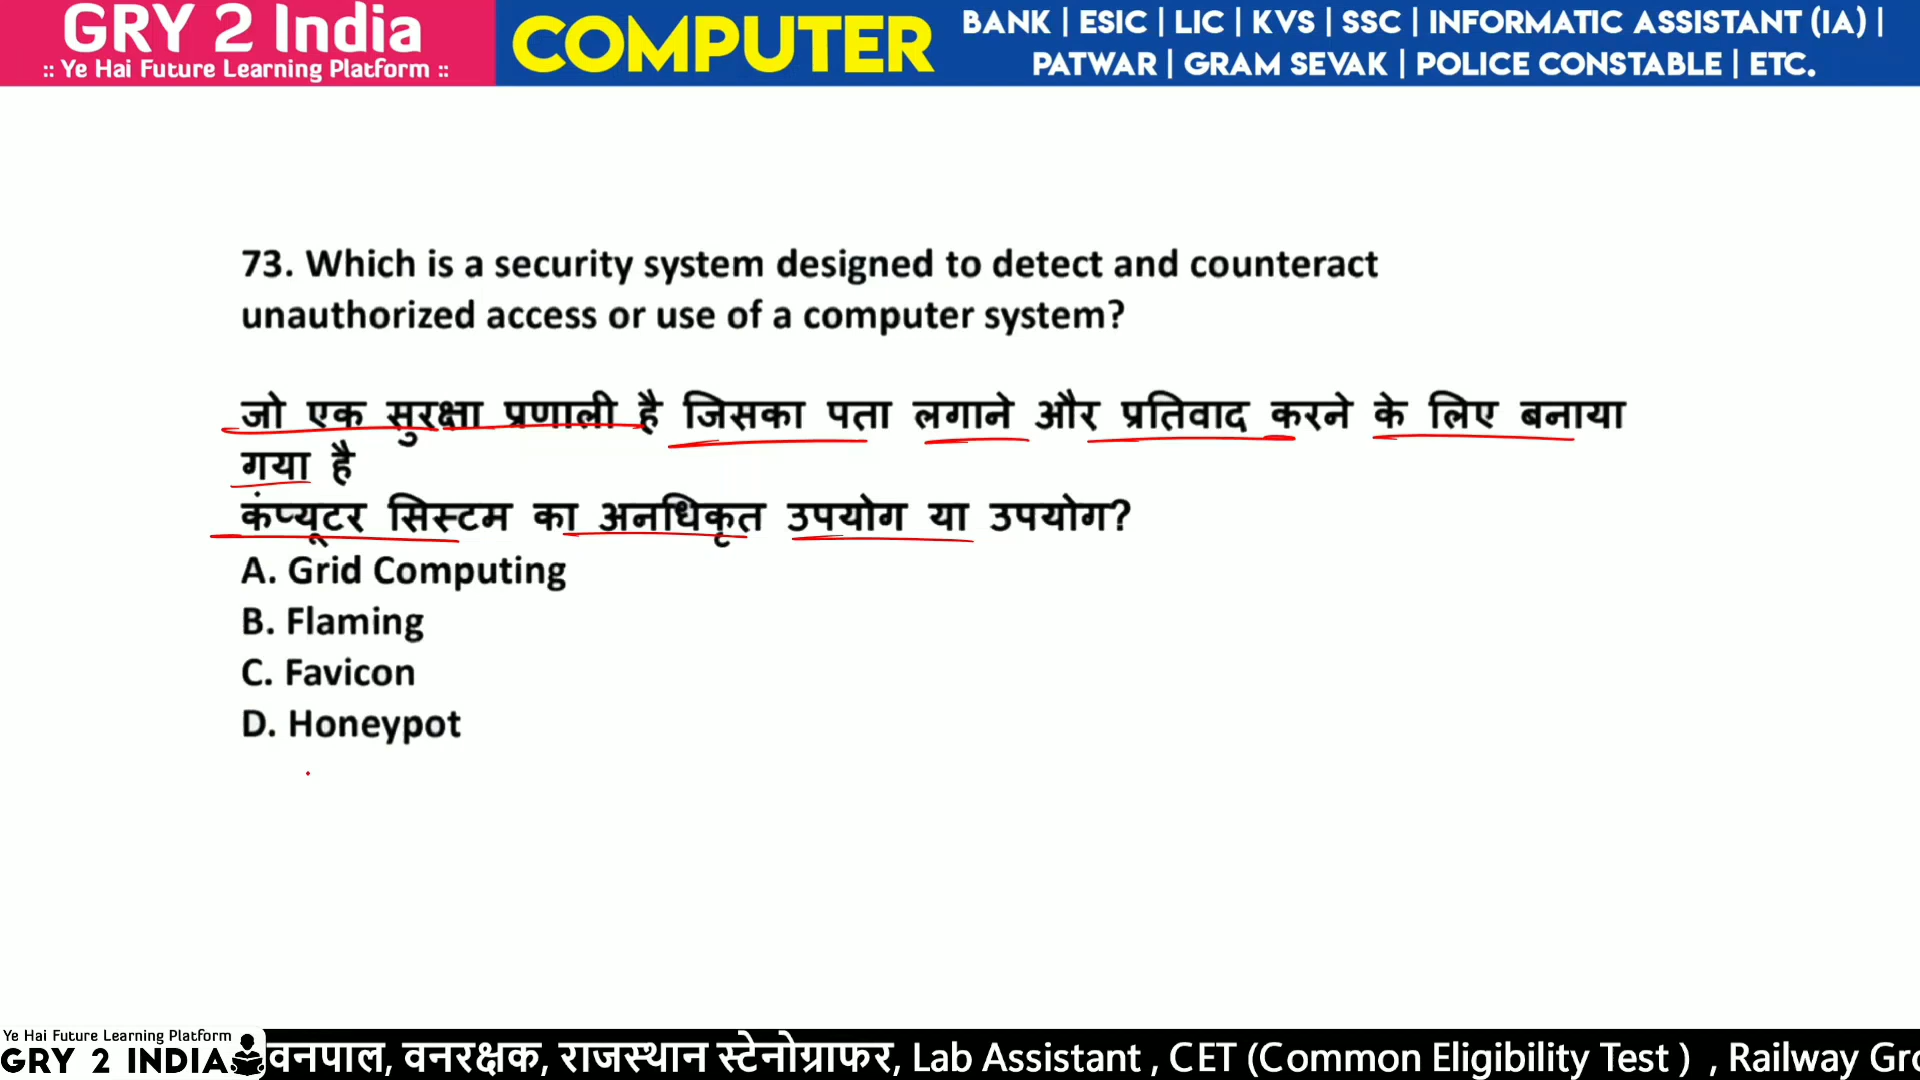 GRY 2 India
:: Ye Hai Future Learning Platform ::
COMPUTER
BANK | ESIC | LIC | KVS | SSC | INFORMATIC ASSISTANT (IA) |
PATWAR | GRAM SEVAK | POLICE CONSTABLE | ETC.
73. Which is a security system designed to detect and counteract
unauthorized access or use of a computer system?
जो एक सुरक्षा प्रणाली है जिसका पता लगाने और प्रतिवाद करने के लिए बनाया
गया है
कंप्यूटर सिस्टम का अनधिकृत उपयोग या उपयोग?
A. Grid Computing
B. Flaming
C. Favicon
D. Honeypot
Ye Hai Future Learning Platform
GRY 2 INDIA
वनपाल, वनरक्षक, राजस्थान स्टेनोग्राफर, Lab Assistant , CET (Common Eligibility Test ) , Railway Gro